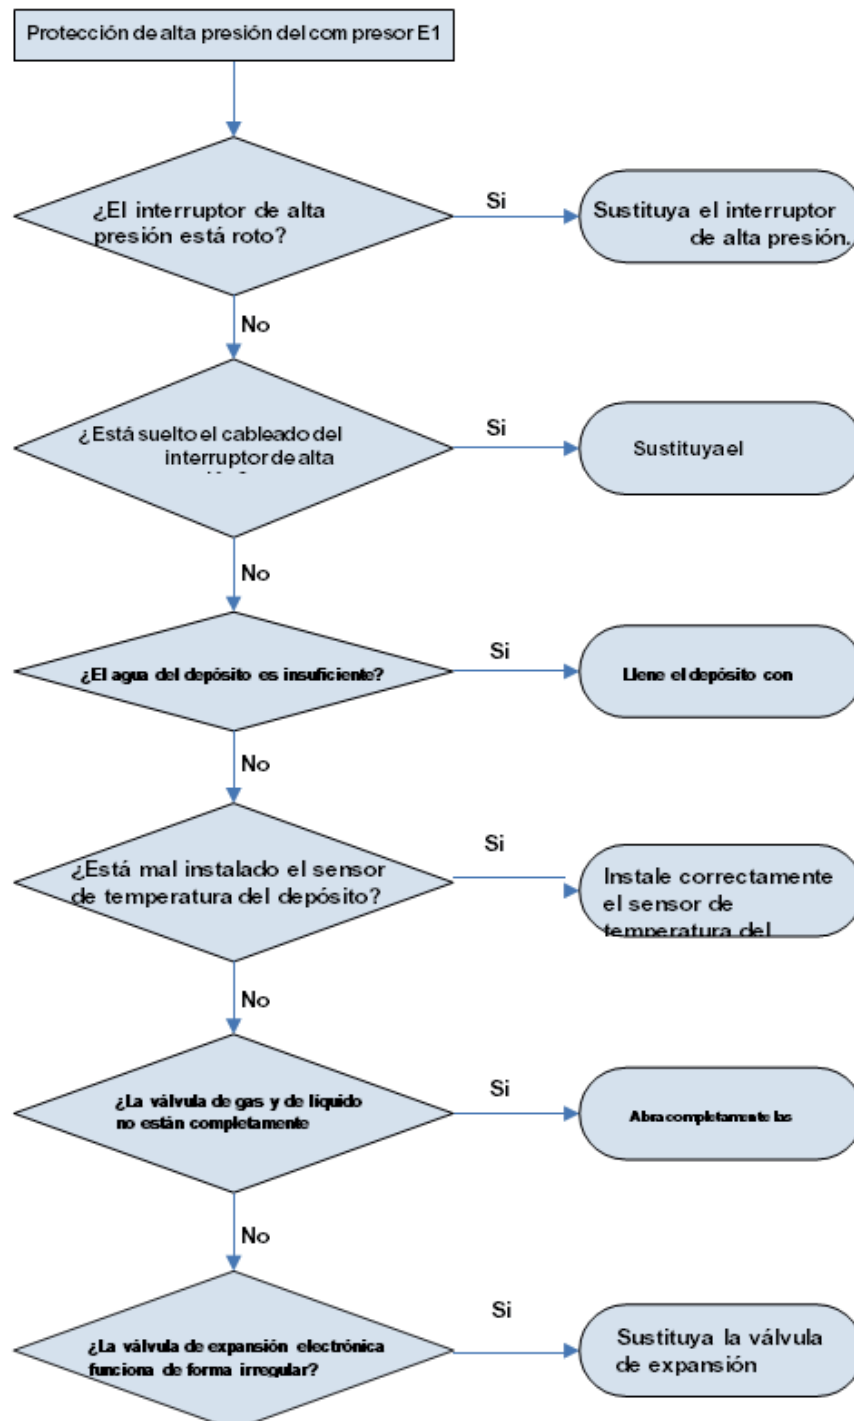 Protección de alta presión del compresor E1
¿El interruptor de alta
presión está roto?
Si
Sustituya el interruptor
de alta presión.
No
¿Está suelto el cableado del
interruptor de alta
Si
Sustituya el
No
¿El agua del depósito es insuficiente?
Si
Llene el depósito con
No
¿Está mal instalado el sensor
de temperatura del depósito?
Si
Instale correctamente
el sensor de
temperatura del
No
¿La válvula de gas y de líquido
no están completamente
Si
Abra completamente las
No
¿La válvula de expansión electrónica
funciona de forma irregular?
Si
Sustituya la válvula
de expansión